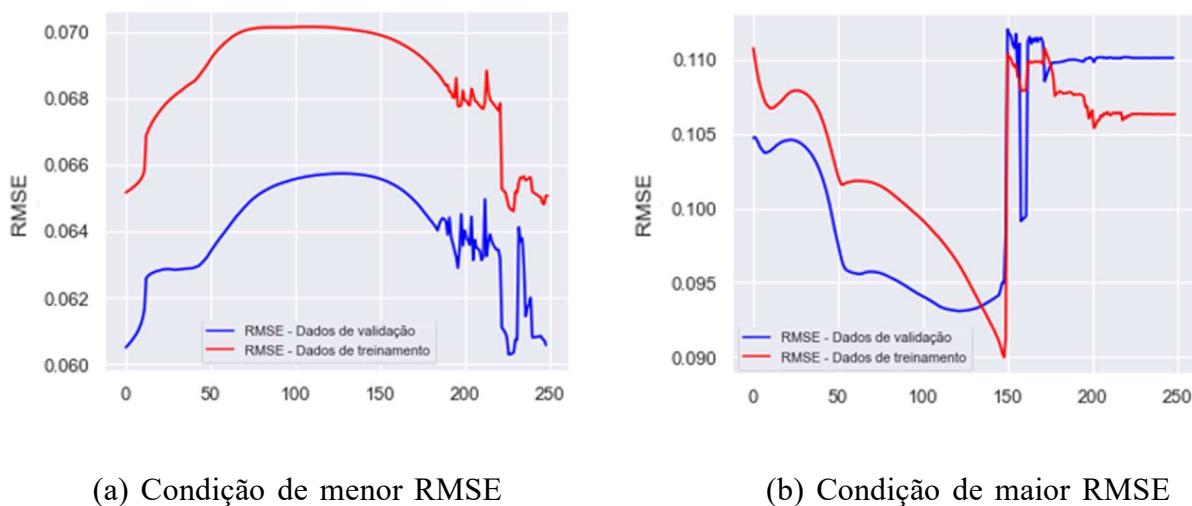 0.070
0.068
0.066
0.064
0.062
0.060
RMSE
RMSE - Dados de validação
RMSE - Dados de treinamento
0 50 100 150 200 250
(a) Condição de menor RMSE
0.110
0.105
0.100
0.095
0.090
RMSE
RMSE - Dados de validação
RMSE - Dados de treinamento
0 50 100 150 200 250
(b) Condição de maior RMSE